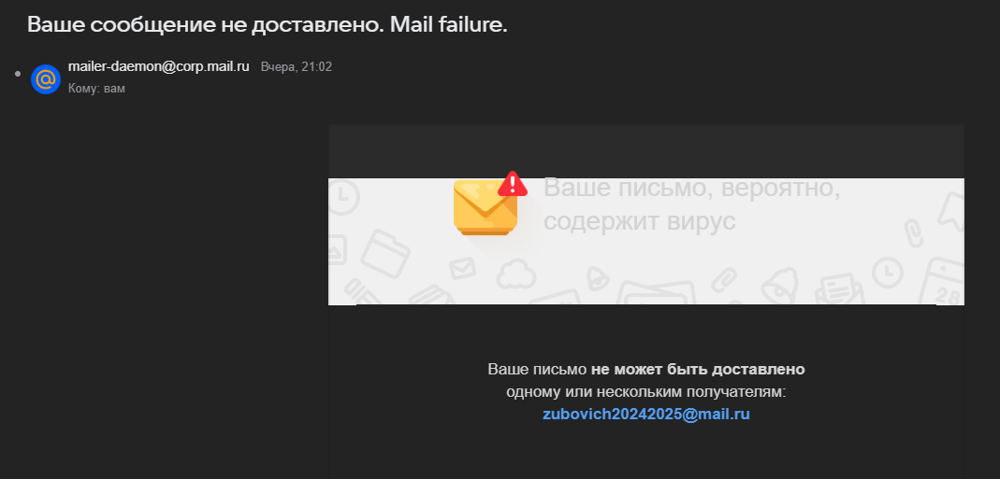 Ваше сообщение не доставлено. Mail failure.
mailer-daemon@corp.mail.ru Вчера, 21:02
Кому: вам
Ваше письмо, вероятно,
содержит вирус
28
Ваше письмо не может быть доставлено
одному или нескольким получателям:
zubovich20242025@mail.ru